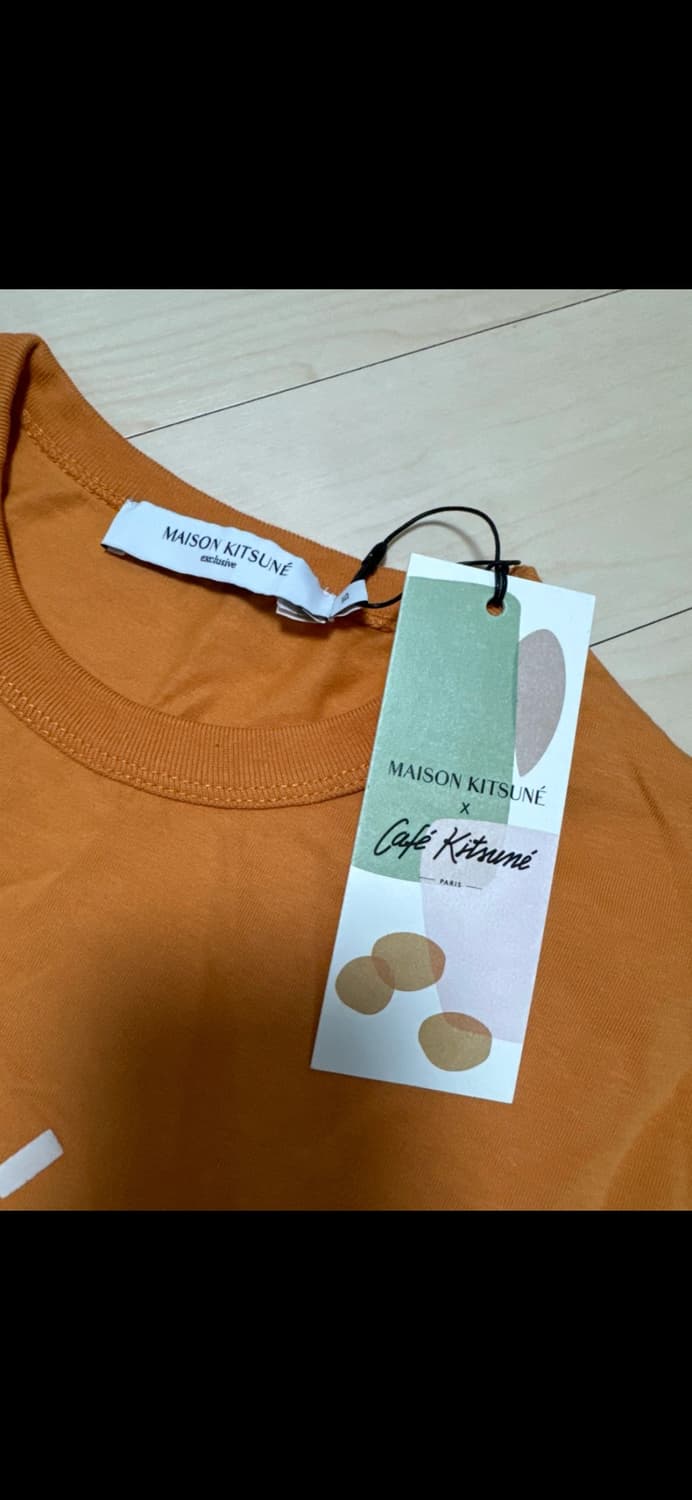 MAISON KITSUNÉ
exclusive
MAISON KITSUNÉ
X
Café Kitsuné
PARIS